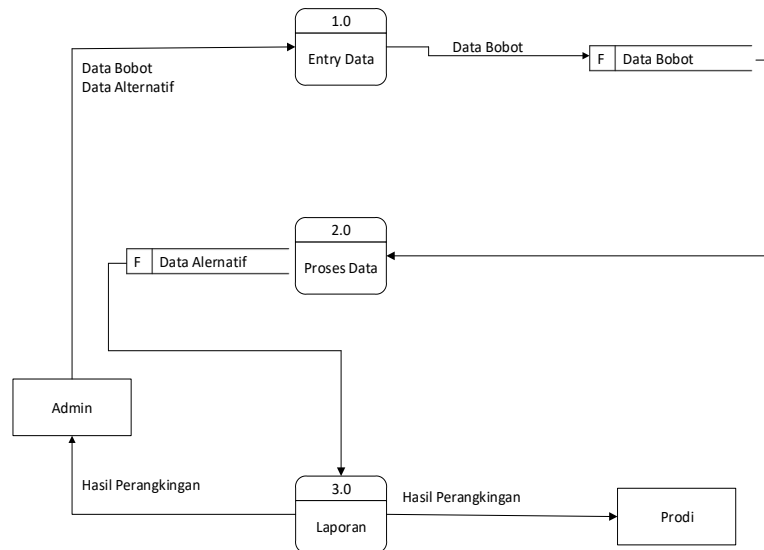 1.0
Entry Data
Data Bobot
F Data Bobot
Data Bobot
Data Alternatif
2.0
Proses Data
F Data Alernatif
Admin
Hasil Perangkingan
3.0
Laporan
Hasil Perangkingan
Prodi